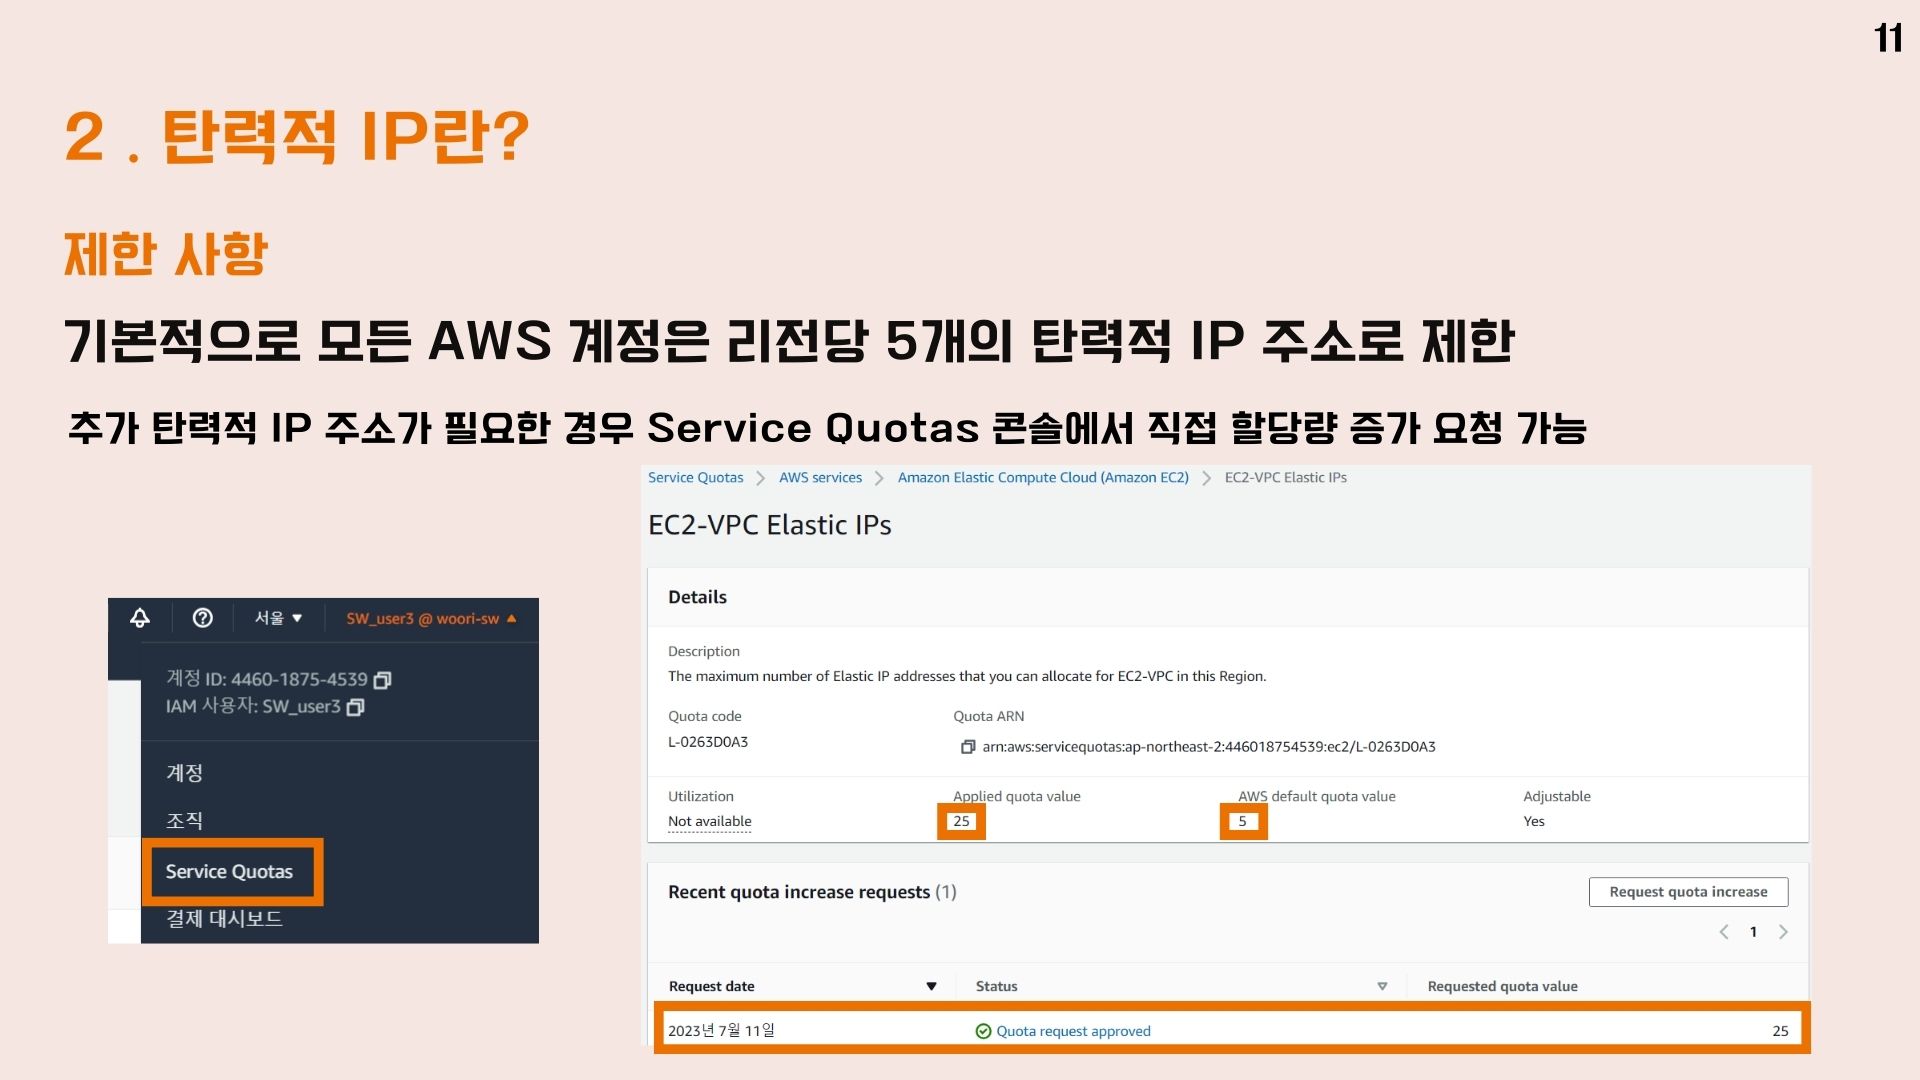 11
2 . 탄력적 IP란?
제한 사항
기본적으로 모든 AWS 계정은 리전당 5개의 탄력적 IP 주소로 제한
추가 탄력적 IP 주소가 필요한 경우 Service Quotas 콘솔에서 직접 할당량 증가 요청 가능
서울 SW_user3 @ woori-sw
계정 ID: 4460-1875-4539
IAM 사용자: SW_user3
계정
조직
Service Quotas
결제 대시보드
Service Quotas > AWS services > Amazon Elastic Compute Cloud (Amazon EC2) > EC2-VPC Elastic IPs
EC2-VPC Elastic IPs
Details
Description
The maximum number of Elastic IP addresses that you can allocate for EC2-VPC in this Region.
Quota code Quota ARN
L-0263D0A3 arn:aws:servicequotas:ap-northeast-2:446018754539:ec2/L-0263D0A3
Utilization Applied quota value AWS default quota value Adjustable
Not available 25 5 Yes
Recent quota increase requests (1) Request quota increase
< 1 >
Request date Status Requested quota value
2023년 7월 11일 Quota request approved 25